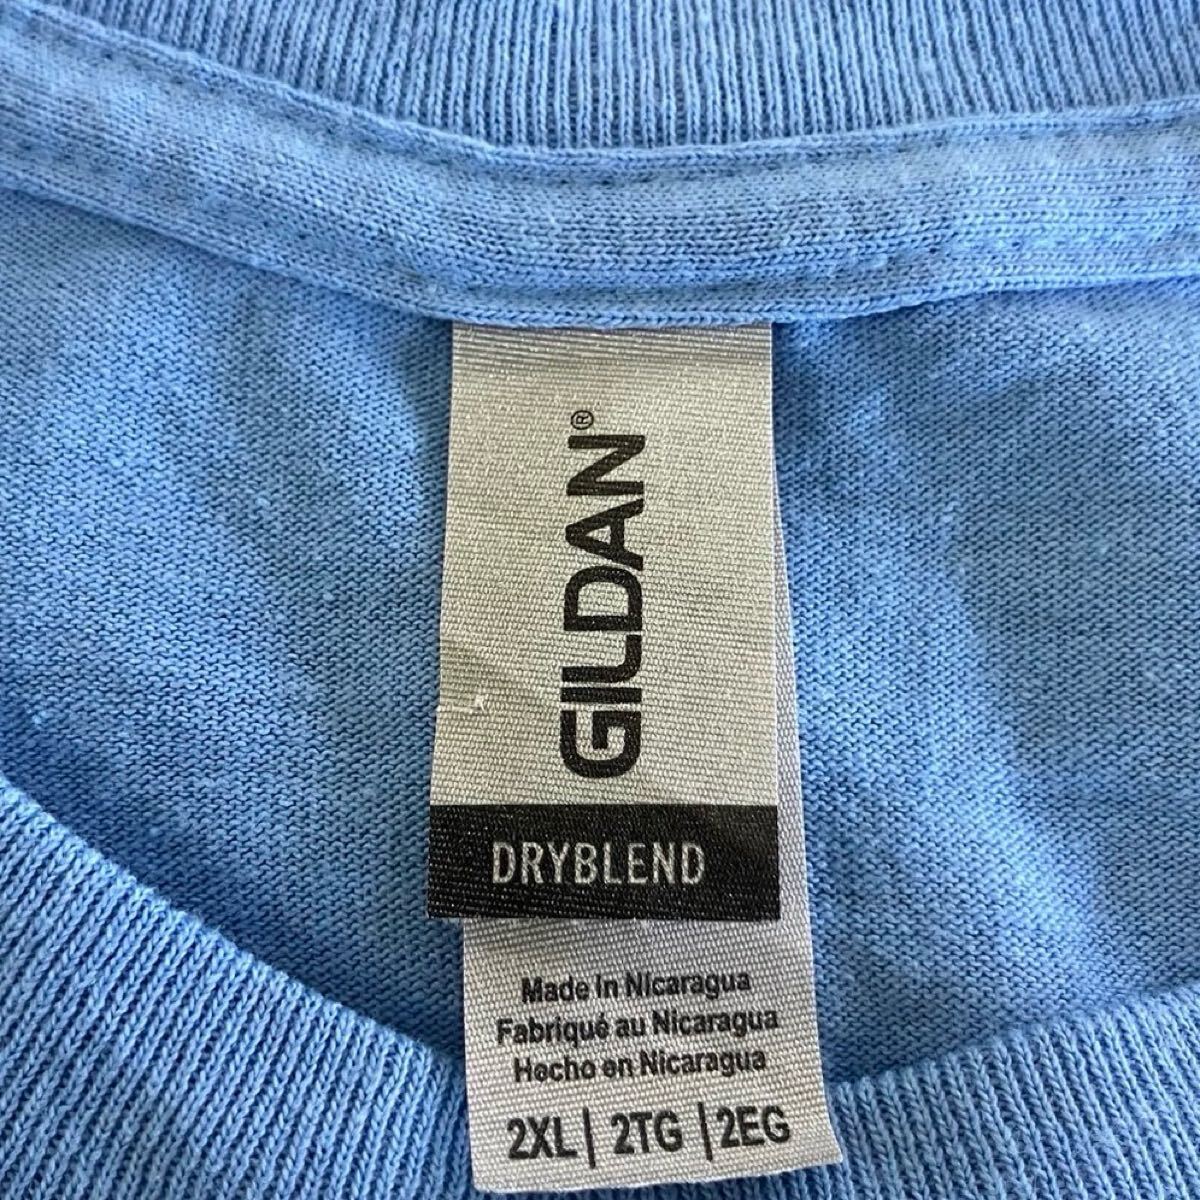 GILDAN®
DRYBLEND
Made In Nicaragua
Fabriqué au Nicaragua
Hecho en Nicaragua
2XL | 2TG | 2EG